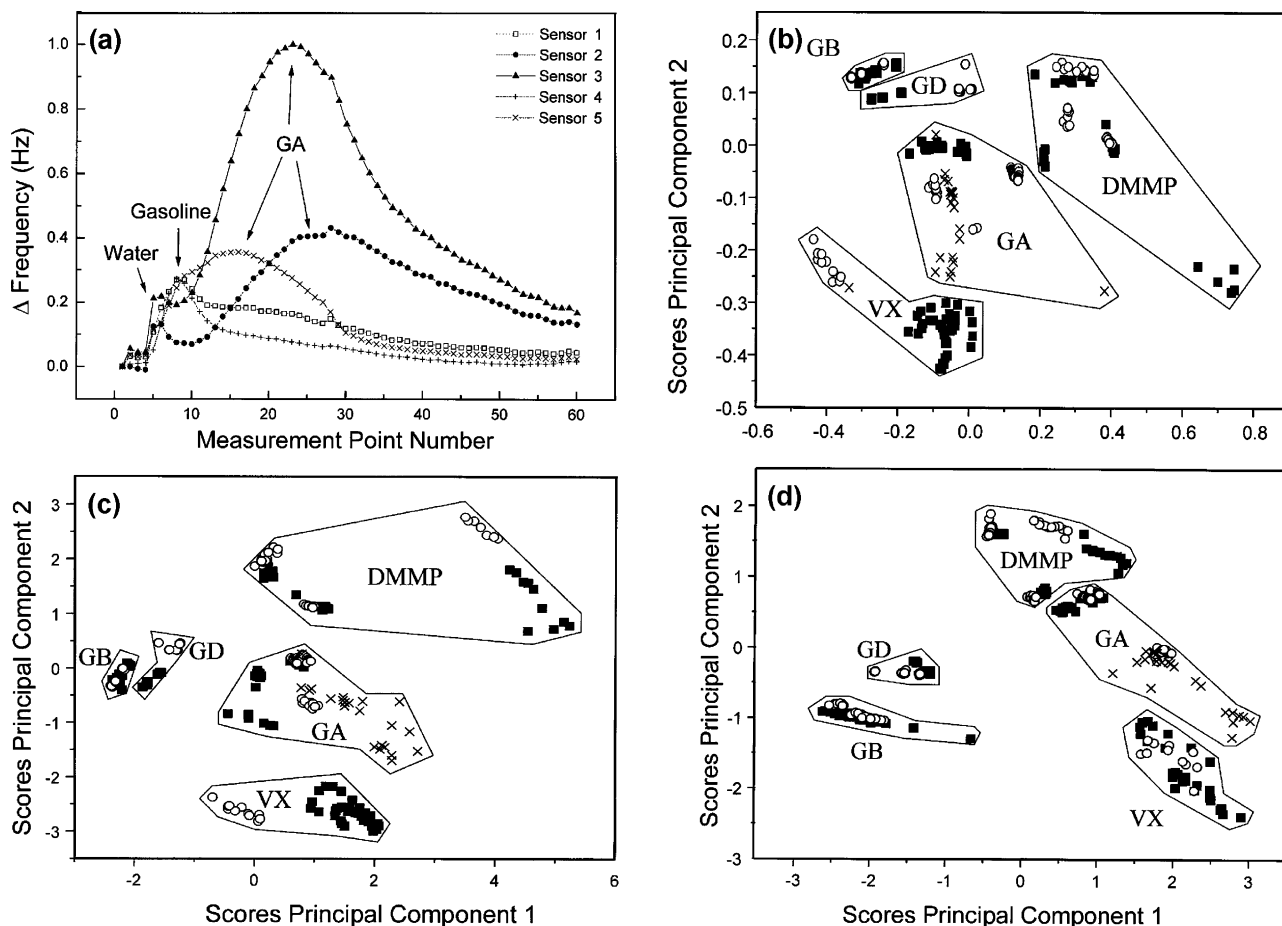 (a)
Sensor 1
Sensor 2
Sensor 3
Sensor 4
Sensor 5
GA
Gasoline
Water
1.0
0.8
0.6
0.4
0.2
0.0
Δ Frequency (Hz)
0 10 20 30 40 50 60
Measurement Point Number
(b)
GB
GD
DMMP
GA
VX
0.2
0.1
0.0
-0.1
-0.2
-0.3
-0.4
-0.5
Scores Principal Component 2
-0.6 -0.4 -0.2 0.0 0.2 0.4 0.6 0.8
(c)
DMMP
GB
GD
GA
VX
3
2
1
0
-1
-2
-3
Scores Principal Component 2
-2 0 2 4 6
Scores Principal Component 1
(d)
DMMP
GA
GD
GB
VX
2
1
0
-1
-2
-3
Scores Principal Component 2
-3 -2 -1 0 1 2 3
Scores Principal Component 1